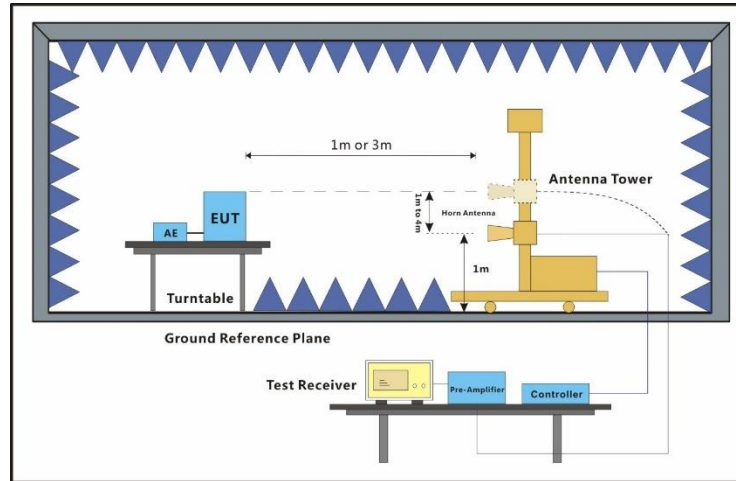 1m or 3m
Antenna Tower
1m to 4m
Horn Antenna
EUT
AE
1m
Turntable
Ground Reference Plane
Test Receiver
Pre-Amplifier
Controller